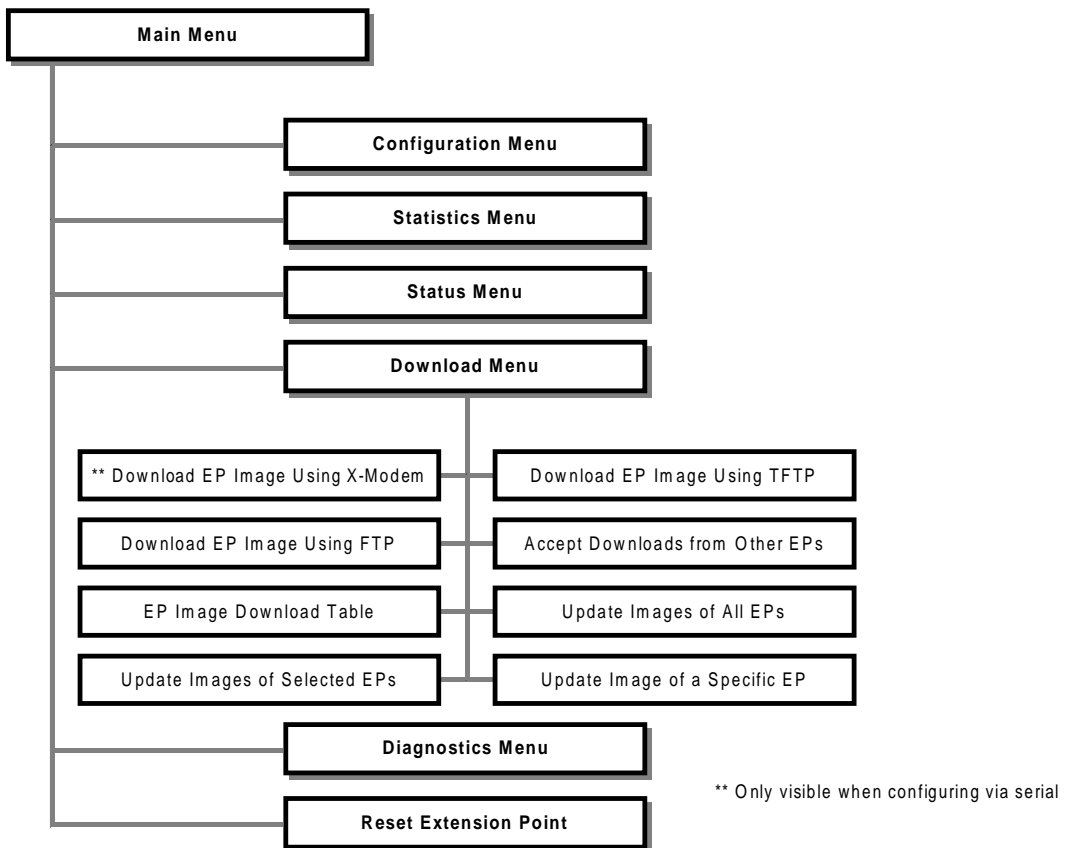 Main Menu
Configuration Menu
Statistics Menu
Status Menu
Download Menu
** Download EP Image Using X-Modem
Download EP Image Using TFTP
Download EP Image Using FTP
Accept Downloads from Other EPs
EP Image Download Table
Update Images of All EPs
Update Images of Selected EPs
Update Image of a Specific EP
Diagnostics Menu
** Only visible when configuring via serial
Reset Extension Point